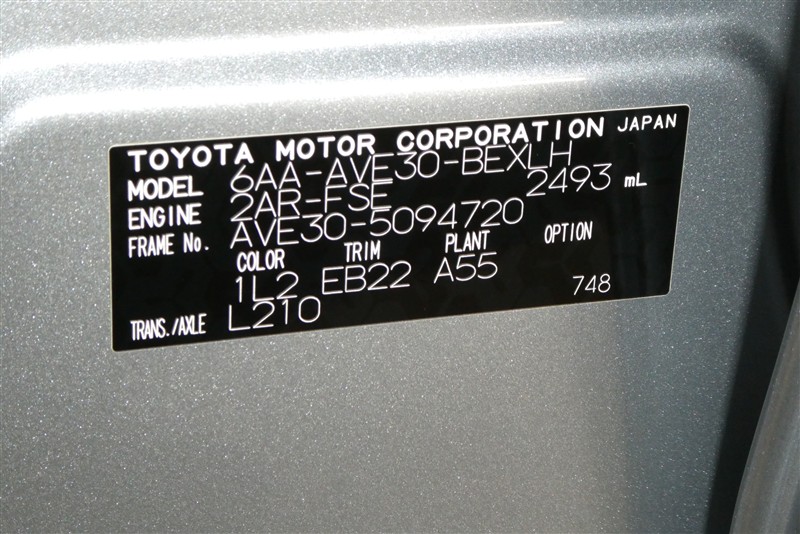 TOYOTA MOTOR CORPORATION JAPAN
MODEL 6AA-AVE30-BEXLH
ENGINE 2AR-FSE 2493 mL
FRAME No. AVE30-5094720
COLOR TRIM PLANT OPTION
1L2 EB22 A55
TRANS./AXLE L210 748